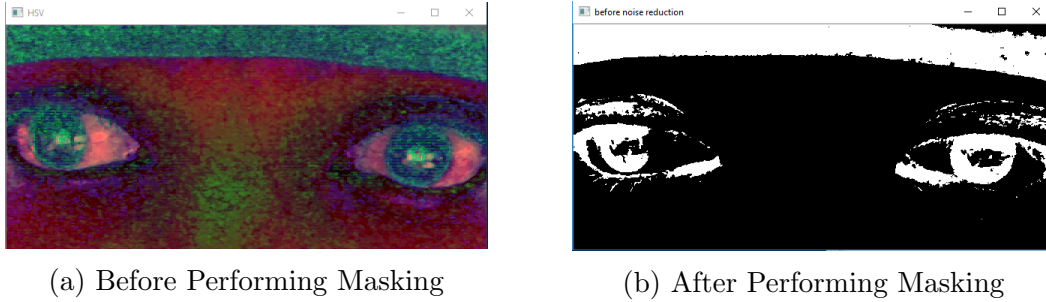 HSV
before noise reduction
(a) Before Performing Masking
(b) After Performing Masking